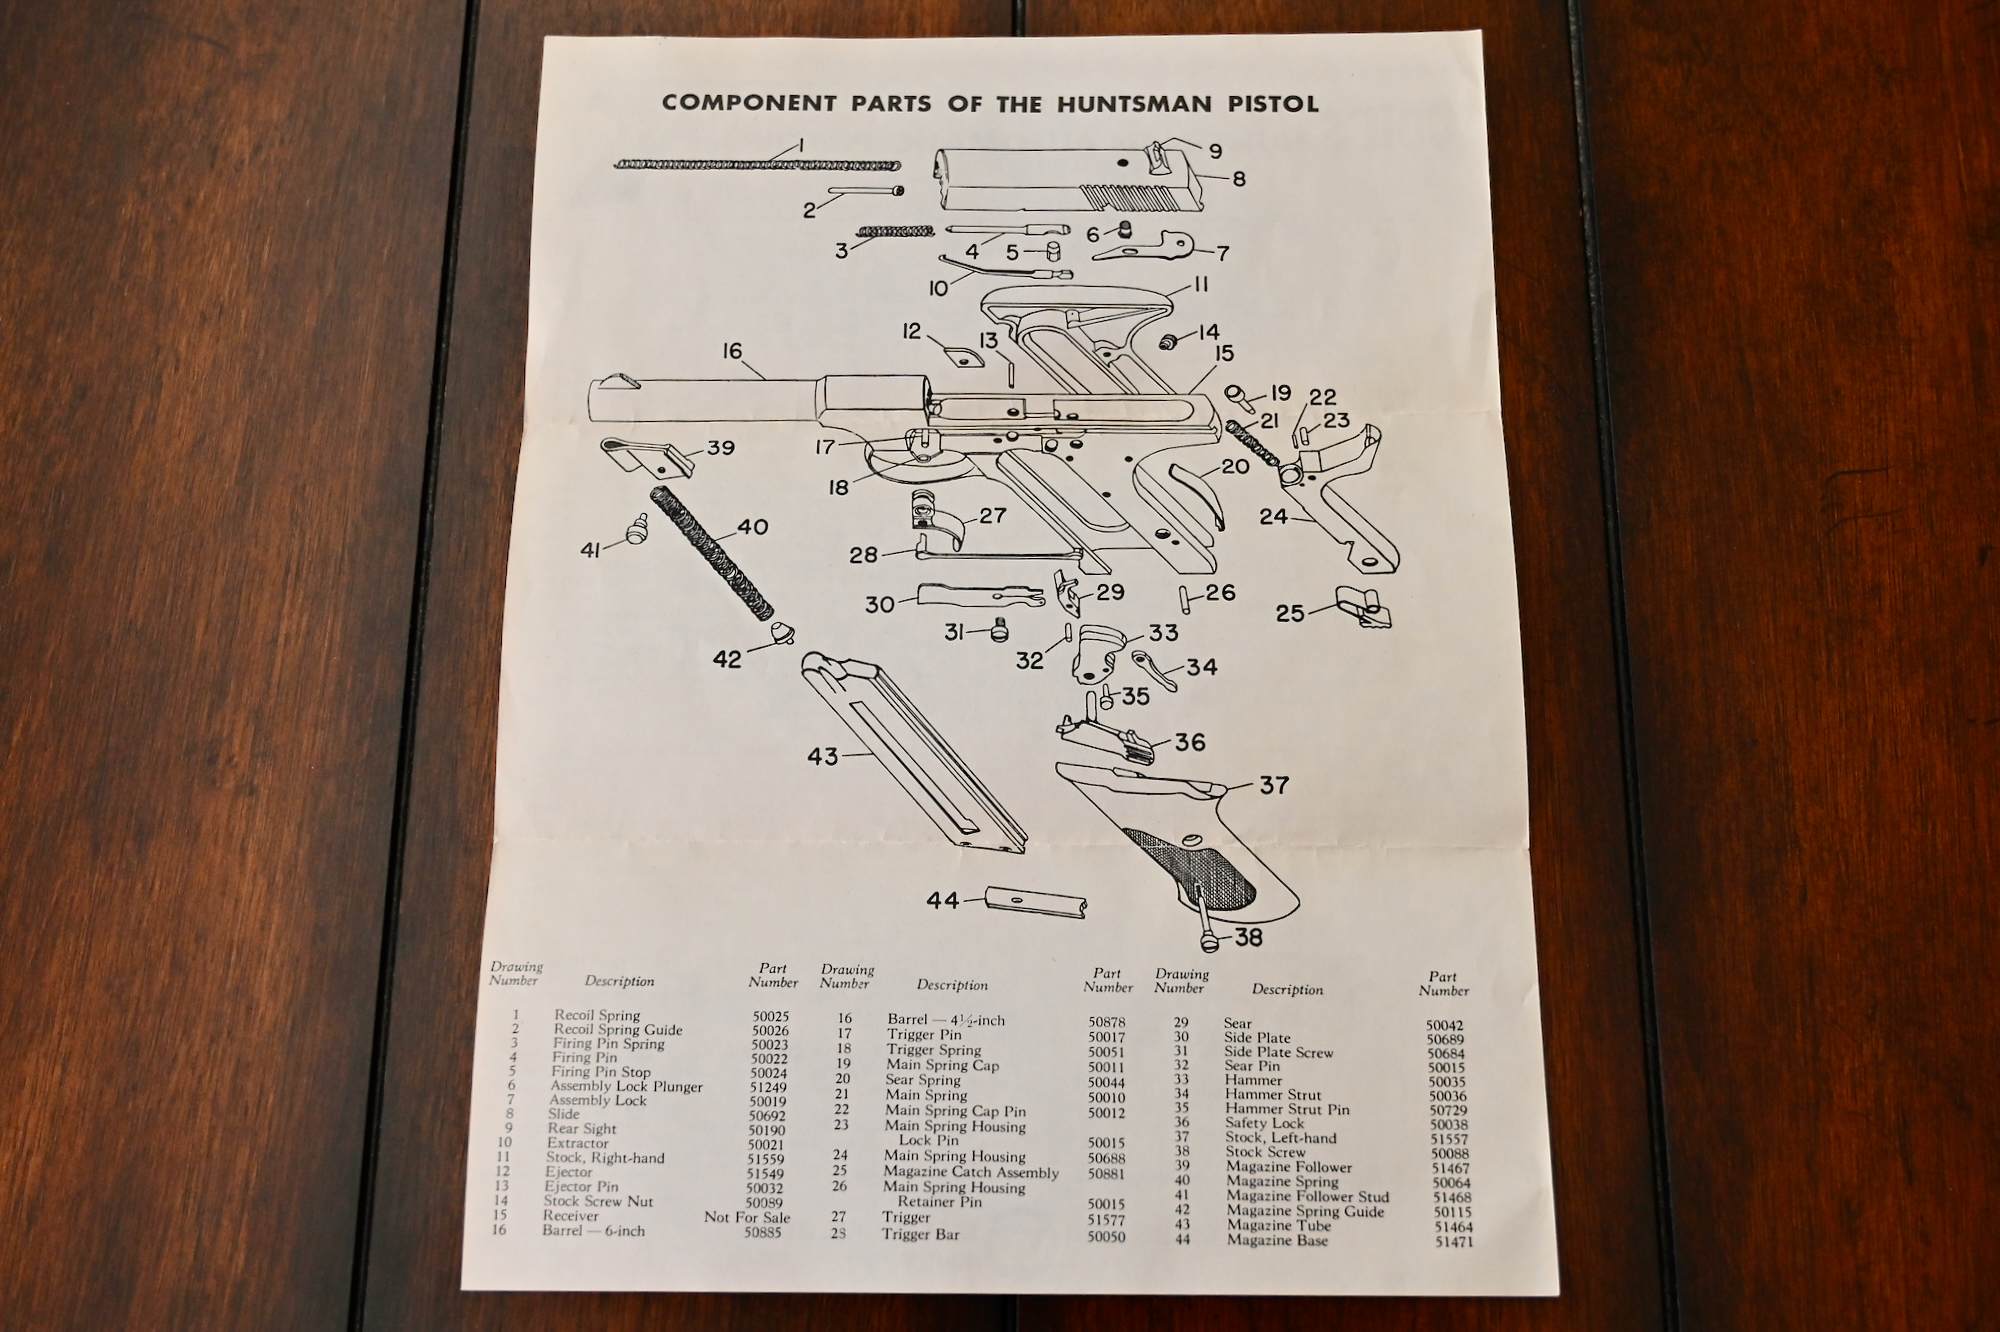 COMPONENT PARTS OF THE HUNTSMAN PISTOL
1
9
8
2
6
3
4
5
7
10
11
12
13
14
16
15
19
22
21
23
39
17
20
18
24
40
27
41
28
29
26
30
25
31
33
42
32
34
35
36
43
37
44
38
Drawing Number Description Part Number Drawing Number Description Part Number Drawing Number Description Part Number
1 Recoil Spring 50025
2 Recoil Spring Guide 50026
3 Firing Pin Spring 50023
4 Firing Pin 50022
5 Firing Pin Stop 50024
6 Assembly Lock Plunger 51249
7 Assembly Lock 50019
8 Slide 50692
9 Rear Sight 50190
10 Extractor 50021
11 Stock, Right-hand 51559
12 Ejector 51549
13 Ejector Pin 50032
14 Stock Screw Nut 50089
15 Receiver Not For Sale
16 Barrel — 6-inch 50885
16 Barrel — 4½-inch 50878
17 Trigger Pin 50017
18 Trigger Spring 50051
19 Main Spring Cap 50011
20 Sear Spring 50044
21 Main Spring 50010
22 Main Spring Cap Pin 50012
23 Main Spring Housing
Lock Pin 50015
24 Main Spring Housing 50688
25 Magazine Catch Assembly 50881
26 Main Spring Housing
Retainer Pin 50015
27 Trigger 51577
28 Trigger Bar 50050
29 Sear 50042
30 Side Plate 50689
31 Side Plate Screw 50684
32 Sear Pin 50015
33 Hammer 50035
34 Hammer Strut 50036
35 Hammer Strut Pin 50729
36 Safety Lock 50038
37 Stock, Left-hand 51557
38 Stock Screw 50088
39 Magazine Follower 51467
40 Magazine Spring 50064
41 Magazine Follower Stud 51468
42 Magazine Spring Guide 50115
43 Magazine Tube 51464
44 Magazine Base 51471